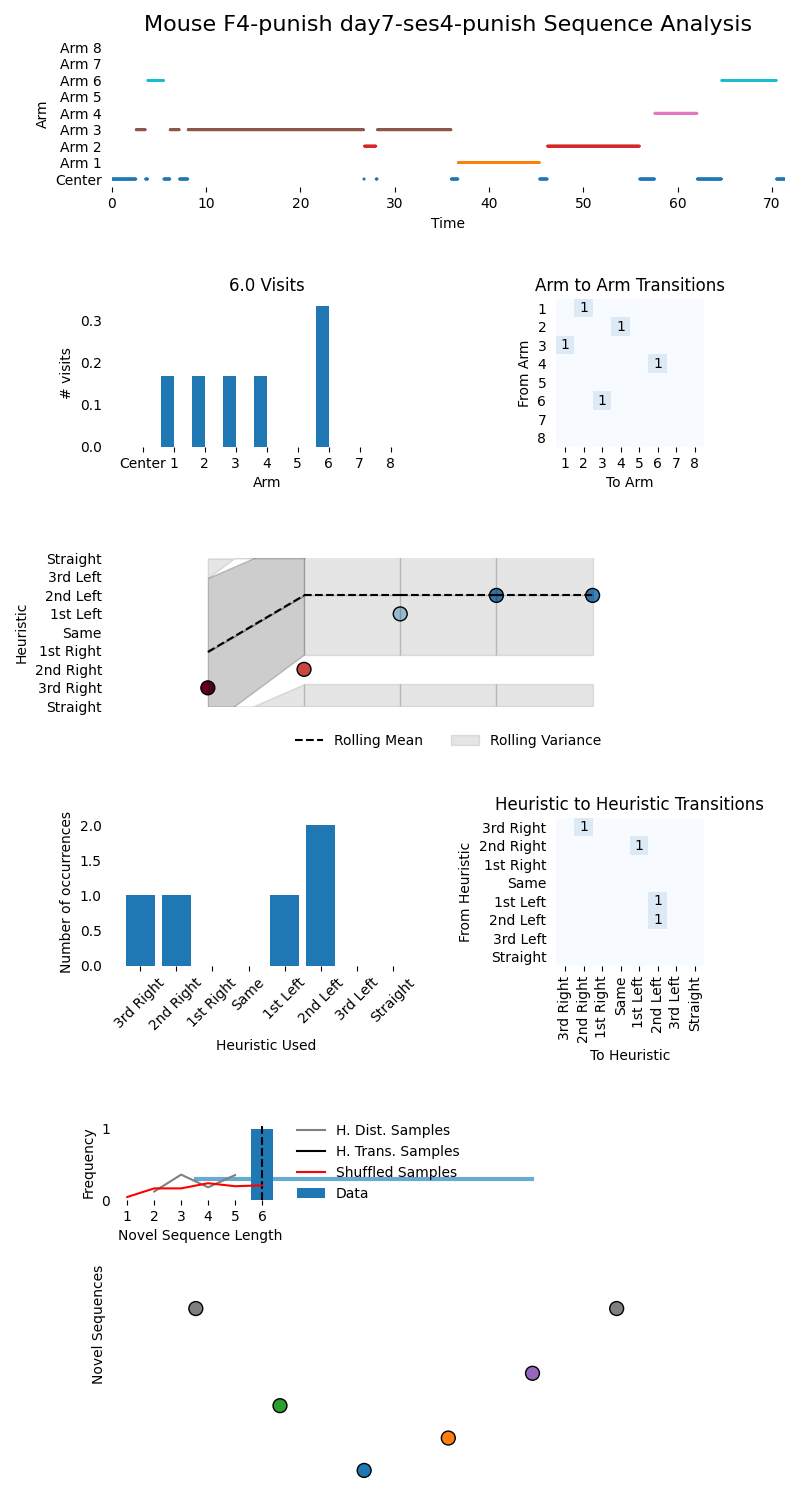 Mouse F4-punish day7-ses4-punish Sequence Analysis
Arm 8
Arm 7
Arm 6
Arm 5
Arm 4
Arm 3
Arm 2
Arm 1
Center
Arm
0 10 20 30 40 50 60 70
Time
6.0 Visits
0.3
0.2
0.1
0.0
# visits
Center 1 2 3 4 5 6 7 8
Arm
Arm to Arm Transitions
1
2
3
4
5
6
7
8
From Arm
1
1
1
1
1
1 2 3 4 5 6 7 8
To Arm
Straight
3rd Left
2nd Left
1st Left
Same
1st Right
2nd Right
3rd Right
Straight
Heuristic
Rolling Mean
Rolling Variance
2.0
1.5
1.0
0.5
0.0
Number of occurrences
3rd Right
2nd Right
1st Right
Same
1st Left
2nd Left
3rd Left
Straight
Heuristic Used
Heuristic to Heuristic Transitions
3rd Right
2nd Right
1st Right
Same
1st Left
2nd Left
3rd Left
Straight
From Heuristic
1
1
1
1
3rd Right
2nd Right
1st Right
Same
1st Left
2nd Left
3rd Left
Straight
To Heuristic
1
0
Frequency
1 2 3 4 5 6
Novel Sequence Length
H. Dist. Samples
H. Trans. Samples
Shuffled Samples
Data
Novel Sequences